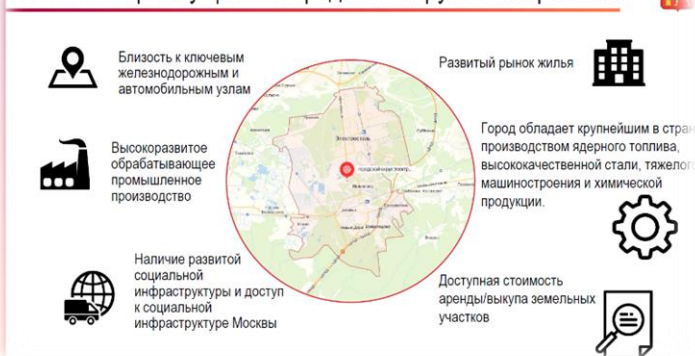 Близость к ключевым
железнодорожным и
автомобильным узлам
Высокоразвитое
обрабатывающее
промышленное
производство
Наличие развитой
социальной
инфраструктуры и доступ
к социальной
инфраструктуре Москвы
Электросталь
Развитый рынок жилья
Город обладает крупнейшим в стран
производством ядерного топлива,
высококачественной стали, тяжелог
машиностроения и химической
продукции.
Доступная стоимость
аренды/выкупа земельных
участков